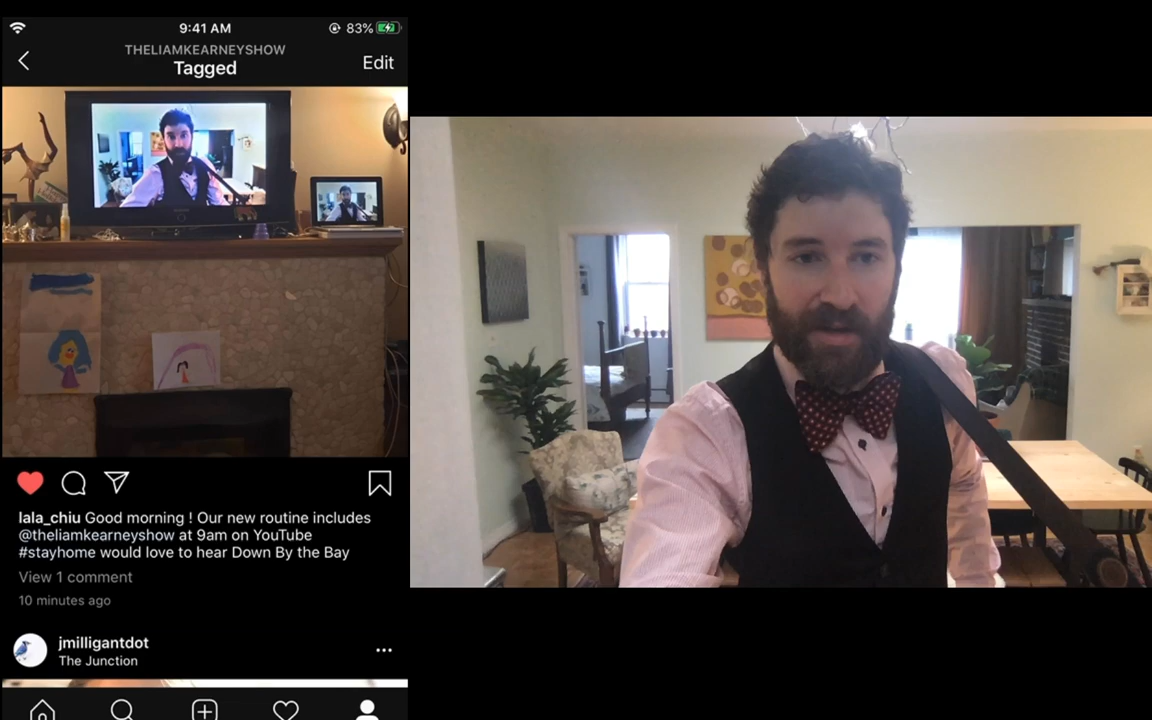 9:41 AM
83%
THELIAMKEARNEYSHOW
Tagged
Edit
lala_chiu Good morning ! Our new routine includes
@theliamkearneyshow at 9am on YouTube
#stayhome would love to hear Down By the Bay
View 1 comment
10 minutes ago
jmilligantdot
The Junction